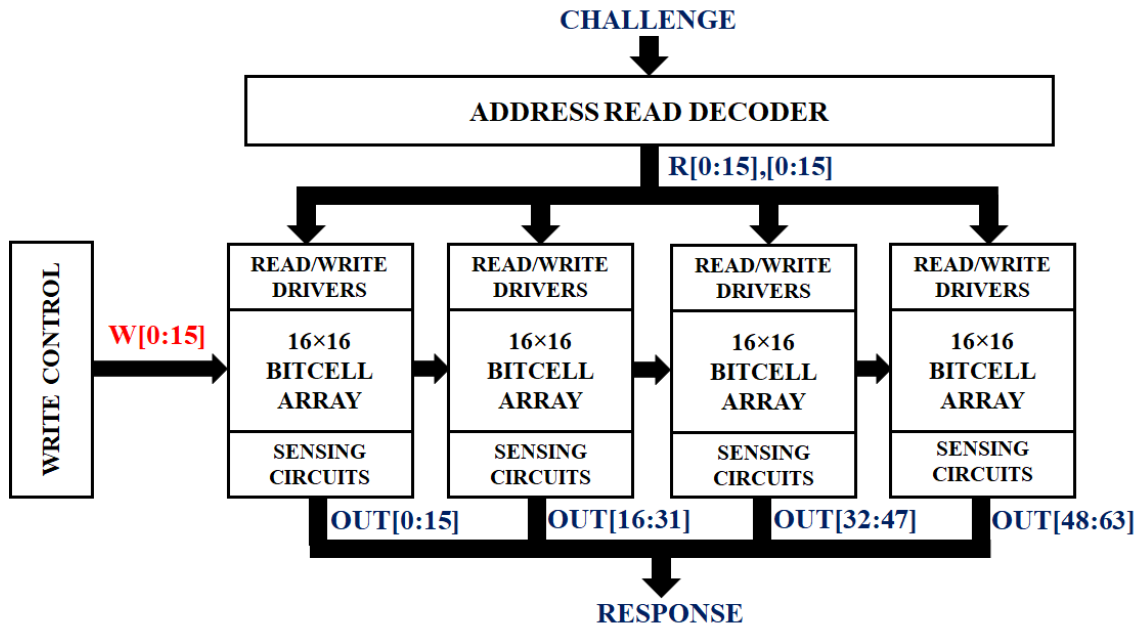 CHALLENGE
ADDRESS READ DECODER
R[0:15],[0:15]
WRITE CONTROL
W[0:15]
READ/WRITE
DRIVERS
16×16
BITCELL
ARRAY
SENSING
CIRCUITS
READ/WRITE
DRIVERS
16×16
BITCELL
ARRAY
SENSING
CIRCUITS
READ/WRITE
DRIVERS
16×16
BITCELL
ARRAY
SENSING
CIRCUITS
READ/WRITE
DRIVERS
16×16
BITCELL
ARRAY
SENSING
CIRCUITS
OUT[0:15]
OUT[16:31]
OUT[32:47]
OUT[48:63]
RESPONSE